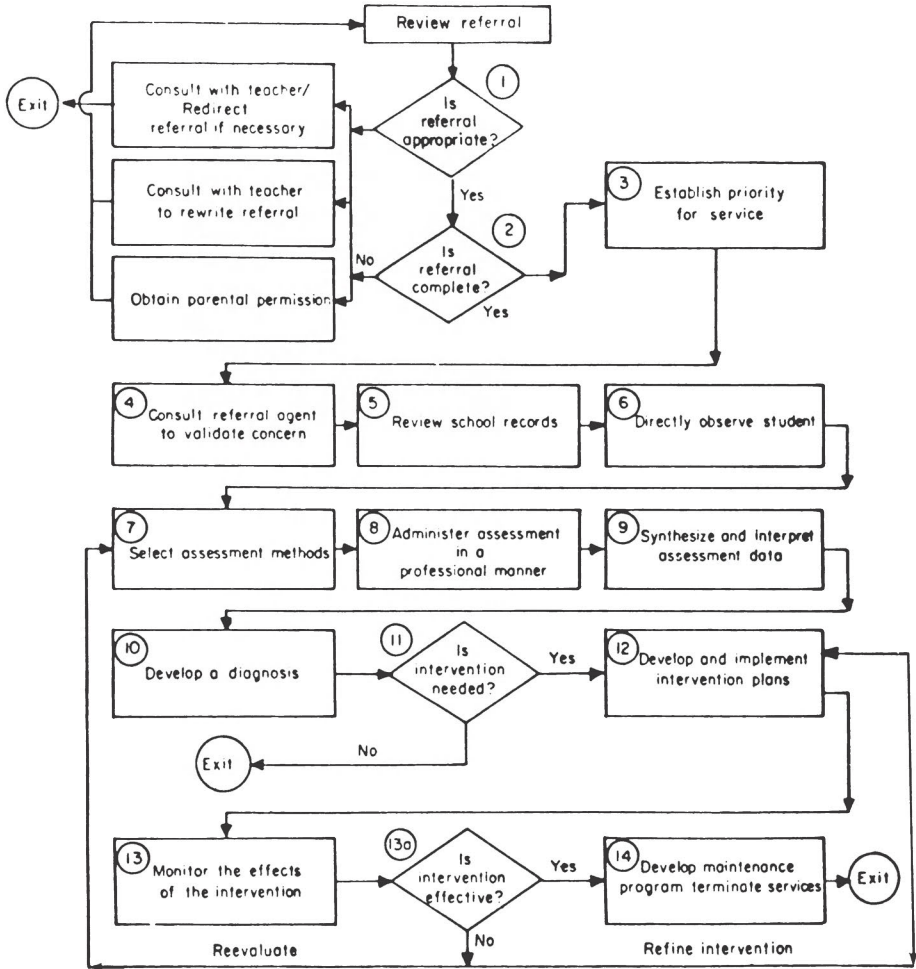 Review referral
1
Is
referral
appropriate?
Exit
Consult with teacher/
Redirect
referral if necessary
Yes
Consult with teacher
to rewrite referral
2
Is
referral
complete?
No
Yes
3
Establish priority
for service
Obtain parental permission
4
Consult referral agent
to validate concern
5
Review school records
6
Directly observe student
7
Select assessment methods
8
Administer assessment
in a
professional manner
9
Synthesize and Interpret
assessment data
10
Develop a diagnosis
11
Is
intervention
needed?
Yes
12
Develop and implement
intervention plans
No
Exit
13
Monitor the effects
of the intervention
13a
Is
intervention
effective?
Yes
14
Develop maintenance
program terminate services
Exit
No
Reevaluate
Refine intervention